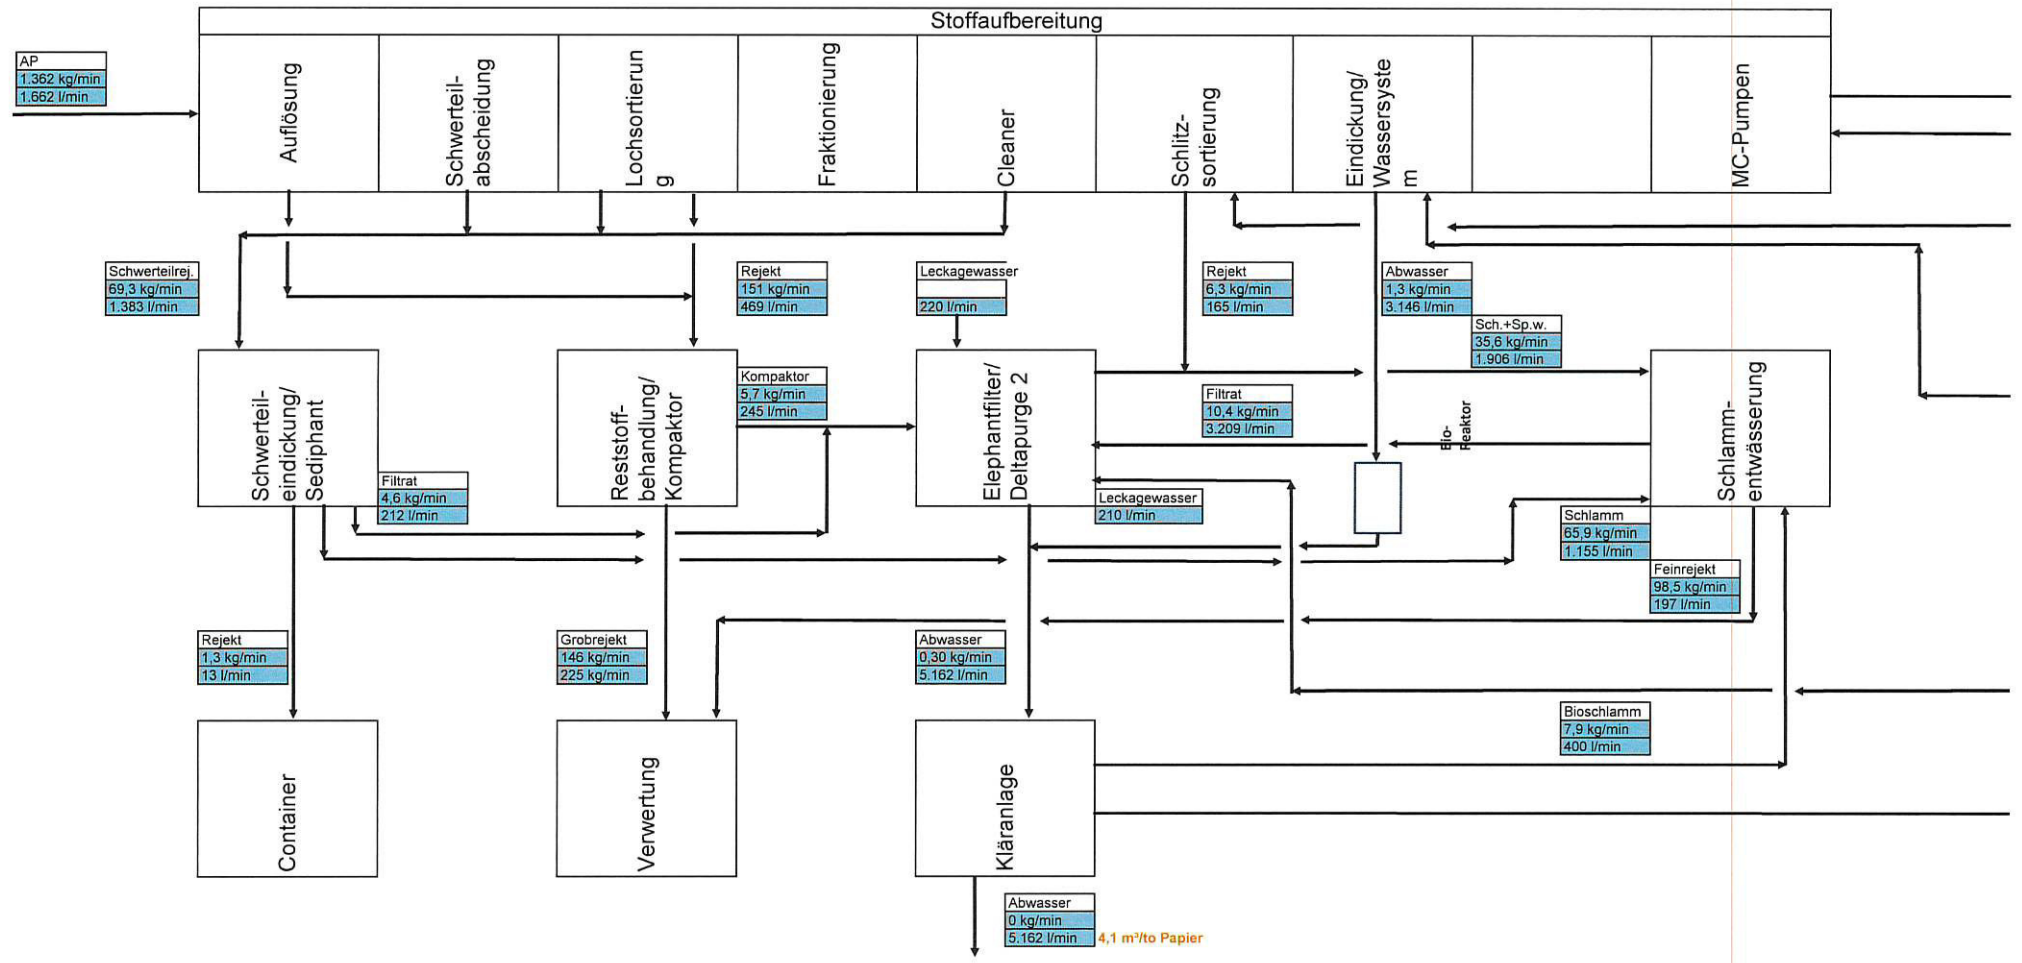 Stoffaufbereitung
AP
1.362 kg/min
1.662 l/min
Auflösung
Schwerteil-
abscheidung
Lochsortierun
g
Fraktionierung
Cleaner
Schlitz-
sortierung
Eindickung/
Wassersyste
m
MC-Pumpen
Schwerteilrej.
69,3 kg/min
1.383 l/min
Rejekt
151 kg/min
469 l/min
Leckagewasser
220 l/min
Rejekt
6,3 kg/min
165 l/min
Abwasser
1,3 kg/min
3.146 l/min
Sch.+Sp.w.
35,6 kg/min
1.906 l/min
Schwerteil-
eindickung/
Sediphant
Reststoff-
behandlung/
Kompaktor
Kompaktor
5,7 kg/min
245 l/min
Elephantfilter/
Deltapurge 2
Filtrat
10,4 kg/min
3.209 l/min
Bio-
Reaktor
Schlamm-
entwässerung
Filtrat
4,6 kg/min
212 l/min
Leckagewasser
210 l/min
Schlamm
65,9 kg/min
1.155 l/min
Feinrejekt
98,5 kg/min
197 l/min
Rejekt
1,3 kg/min
13 l/min
Grobrejekt
146 kg/min
225 kg/min
Abwasser
0,30 kg/min
5.162 l/min
Bioschlamm
7,9 kg/min
400 l/min
Container
Verwertung
Kläranlage
Abwasser
0 kg/min
5.162 l/min
4,1 m³/to Papier